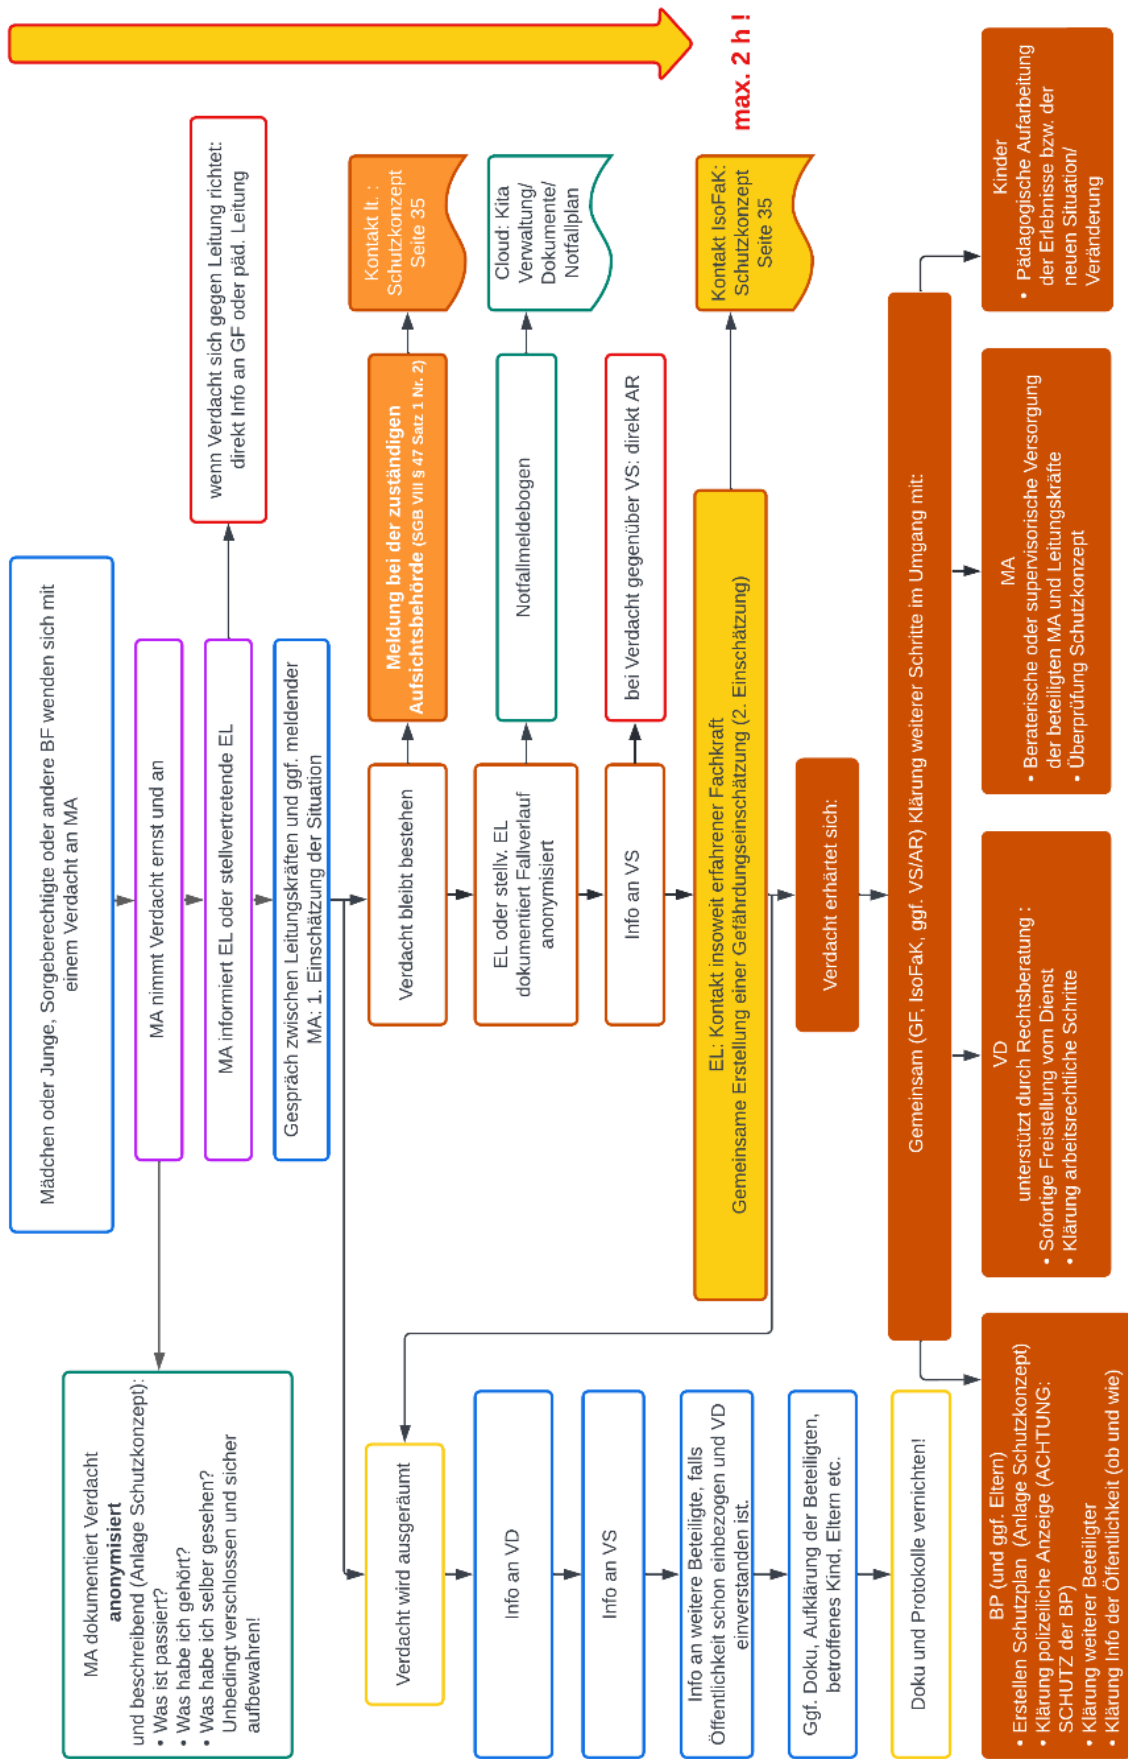 Mädchen oder Junge, Sorgeberechtigte oder andere BF wenden sich mit
einem Verdacht an MA
MA nimmt Verdacht ernst und an
MA dokumentiert Verdacht
anonymisiert
und beschreibend (Anlage Schutzkonzept):
• Was ist passiert?
• Was habe ich gehört?
• Was habe ich selber gesehen?
Unbedingt verschlossen und sicher
aufbewahren!
MA informiert EL oder stellvertretende EL
wenn Verdacht sich gegen Leitung richtet:
direkt Info an GF oder päd. Leitung
Gespräch zwischen Leitungskräften und ggf. meldender
MA: 1. Einschätzung der Situation
Verdacht bleibt bestehen
Meldung bei der zuständigen
Aufsichtsbehörde (SGB VIII § 47 Satz 1 Nr. 2)
Kontakt lt. :
Schutzkonzept
Seite 35
EL oder stellv. EL
dokumentiert Fallverlauf
anonymisiert
Notfallmeldebogen
Cloud: Kita
Verwaltung/
Dokumente/
Notfallplan
Info an VS
bei Verdacht gegenüber VS: direkt AR
EL: Kontakt insoweit erfahrener Fachkraft
Gemeinsame Erstellung einer Gefährdungseinschätzung (2. Einschätzung)
Kontakt IsoFaK:
Schutzkonzept
Seite 35
max. 2 h !
Verdacht wird ausgeräumt
Info an VD
Info an VS
Info an weitere Beteiligte, falls
Öffentlichkeit schon einbezogen und VD
einverstanden ist.
Ggf. Doku, Aufklärung der Beteiligten,
betroffenes Kind, Eltern etc.
Doku und Protokolle vernichten!
Verdacht erhärtet sich:
Gemeinsam (GF, IsoFaK, ggf. VS/AR) Klärung weiterer Schritte im Umgang mit:
BP (und ggf. Eltern)
• Erstellen Schutzplan (Anlage Schutzkonzept)
• Klärung polizeiliche Anzeige (ACHTUNG:
SCHUTZ der BP)
• Klärung weiterer Beteiligter
• Klärung Info der Öffentlichkeit (ob und wie)
VD
unterstützt durch Rechtsberatung :
• Sofortige Freistellung vom Dienst
• Klärung arbeitsrechtliche Schritte
MA
• Beraterische oder supervisorische Versorgung
der beteiligten MA und Leitungskräfte
• Überprüfung Schutzkonzept
Kinder
• Pädagogische Aufarbeitung
der Erlebnisse bzw. der
neuen Situation/
Veränderung